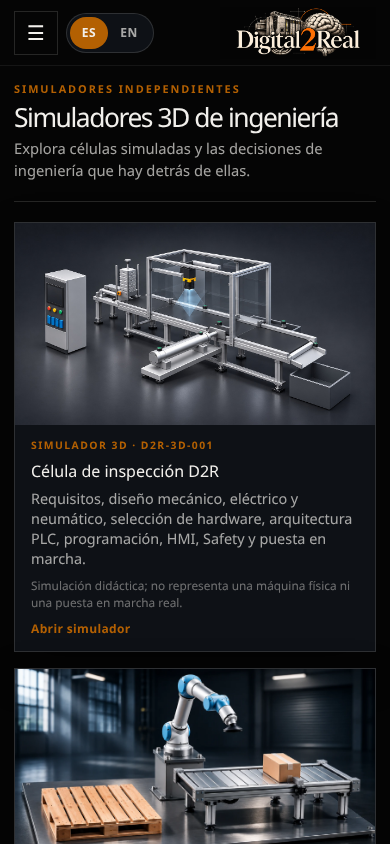 ☰
ES
EN
Digital2Real
SIMULADORES INDEPENDIENTES
Simuladores 3D de ingeniería
Explora células simuladas y las decisiones de
ingeniería que hay detrás de ellas.
SIMULADOR 3D · D2R-3D-001
Célula de inspección D2R
Requisitos, diseño mecánico, eléctrico y
neumático, selección de hardware, arquitectura
PLC, programación, HMI, Safety y puesta en
marcha.
Simulación didáctica; no representa una máquina física ni
una puesta en marcha real.
Abrir simulador